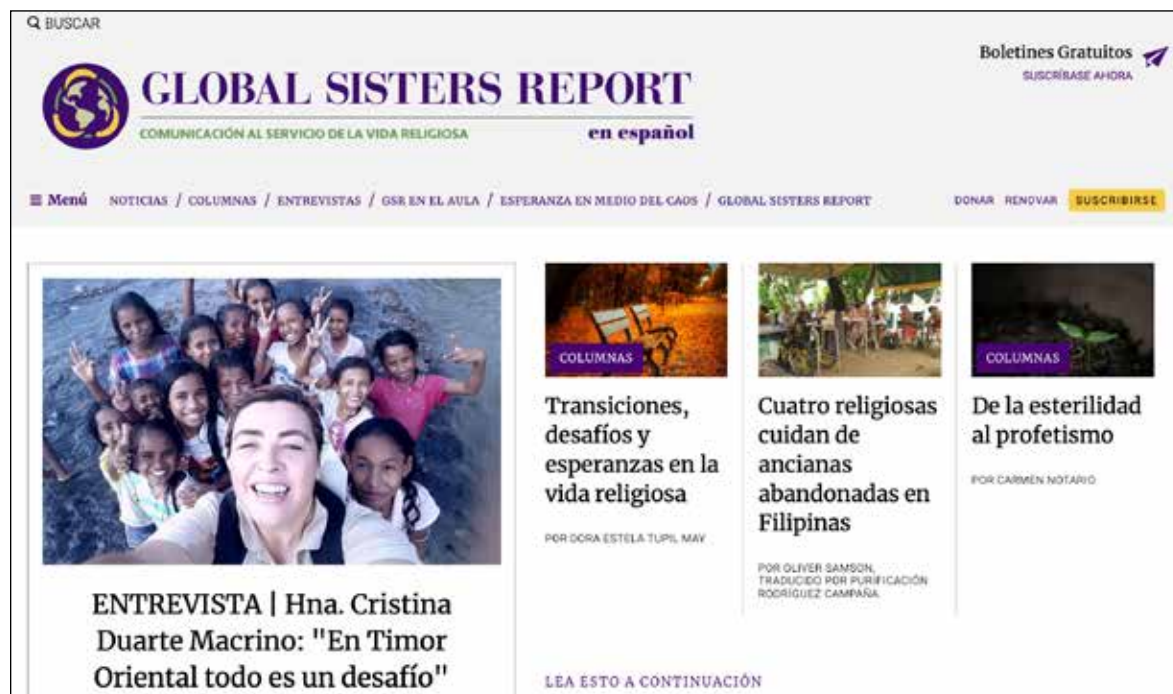 BUSCAR
Boletines Gratuitos
SUSCRÍBASE AHORA
GLOBAL SISTERS REPORT
COMUNICACIÓN AL SERVICIO DE LA VIDA RELIGIOSA
en español
Menú NOTICIAS / COLUMNAS / ENTREVISTAS / GSR EN EL AULA / ESPERANZA EN MEDIO DEL CAOS / GLOBAL SISTERS REPORT
DONAR RENOVAR SUSCRIBIRSE
ENTREVISTA | Hna. Cristina
Duarte Macrino: "En Timor
Oriental todo es un desafío"
COLUMNAS
Transiciones,
desafíos y
esperanzas en la
vida religiosa
POR DORA ESTELA TUPIL MAY
Cuatro religiosas
cuidan de
ancianas
abandonadas en
Filipinas
POR OLIVER SAMSON,
TRADUCIDO POR PURIFICACIÓN
RODRÍGUEZ CAMPAÑA
COLUMNAS
De la esterilidad
al profetismo
POR CARMEN NOTARIO
LEA ESTO A CONTINUACIÓN